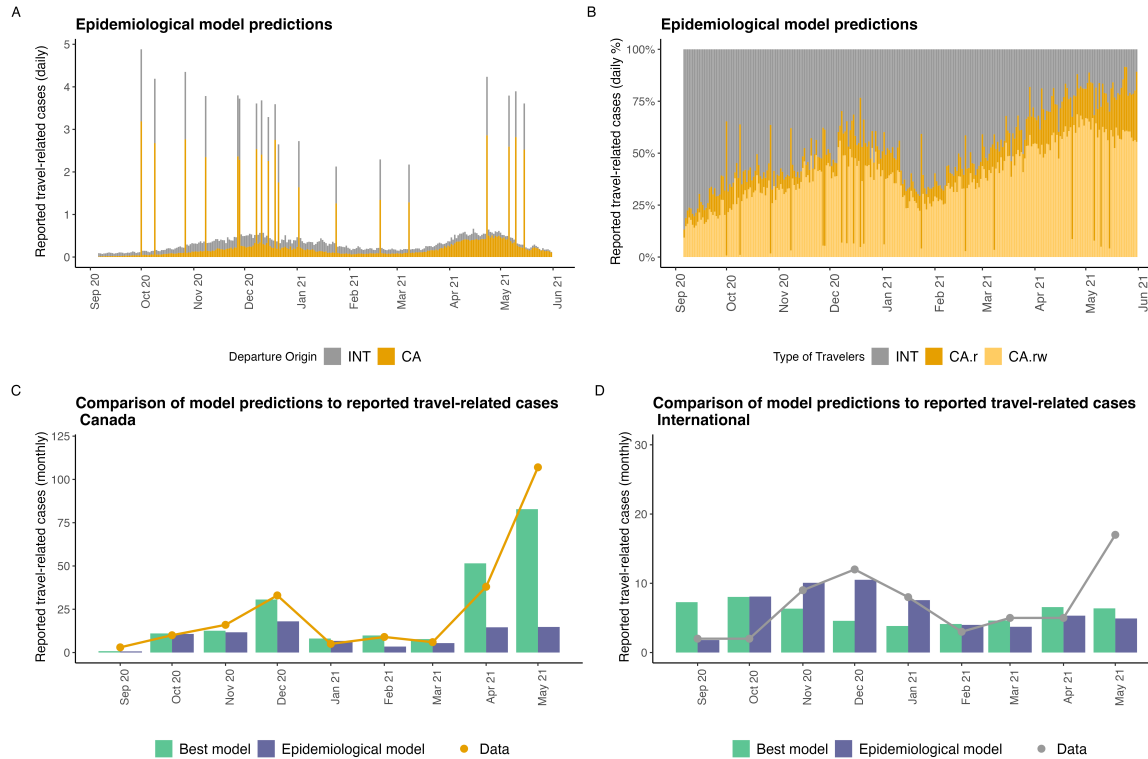 A
Epidemiological model predictions
Reported travel-related cases (daily)
5
4
3
2
1
0
Sep 20
Oct 20
Nov 20
Dec 20
Jan 21
Feb 21
Mar 21
Apr 21
May 21
Jun 21
Departure Origin INT CA
B
Epidemiological model predictions
Reported travel-related cases (daily %)
100%
75%
50%
25%
0%
Sep 20
Oct 20
Nov 20
Dec 20
Jan 21
Feb 21
Mar 21
Apr 21
May 21
Jun 21
Type of Travelers INT CA.r CA.rw
C
Comparison of model predictions to reported travel-related cases
Canada
Reported travel-related cases (monthly)
125
100
75
50
25
0
Sep 20
Oct 20
Nov 20
Dec 20
Jan 21
Feb 21
Mar 21
Apr 21
May 21
Best model Epidemiological model Data
D
Comparison of model predictions to reported travel-related cases
International
Reported travel-related cases (monthly)
30
20
10
0
Sep 20
Oct 20
Nov 20
Dec 20
Jan 21
Feb 21
Mar 21
Apr 21
May 21
Best model Epidemiological model Data